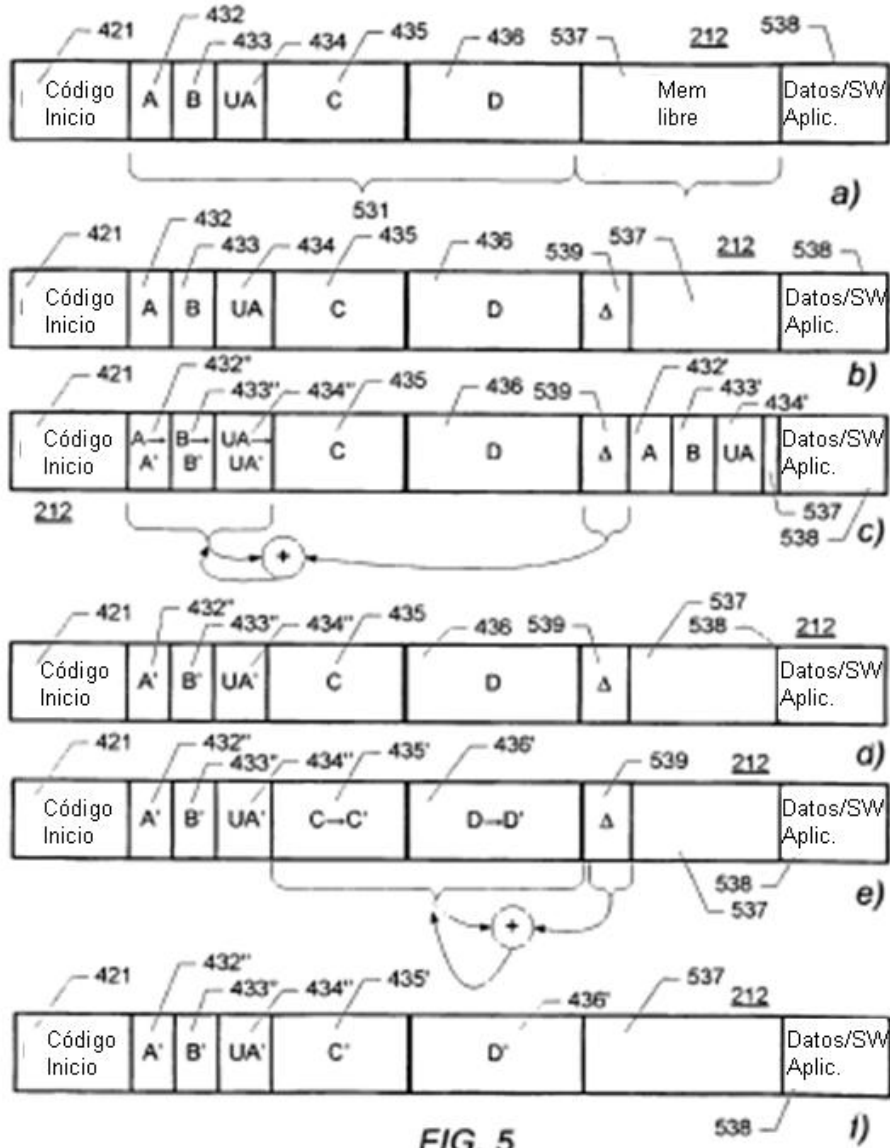 421 432 433 434 435 436 537 212 538
Código Inicio A B UA C D Mem libre Datos/SW Aplic.
531
a)
421 432 433 434 435 436 539 537 212 538
Código Inicio A B UA C D Δ Datos/SW Aplic.
b)
421 432" 433" 434" 435 436 539 432' 433' 434'
Código Inicio A→A' B→B' UA→UA' C D Δ A B UA Datos/SW Aplic.
212 537 538
c)
+
421 432" 433" 434" 435 436 539 537 538 212
Código Inicio A' B' UA' C D Δ Datos/SW Aplic.
d)
421 432" 433" 434" 435' 436' 539 212
Código Inicio A' B' UA' C→C' D→D' Δ Datos/SW Aplic.
538
537
e)
+
421 432" 433" 434" 435' 436' 537 212
Código Inicio A' B' UA' C' D' Datos/SW Aplic.
538
f)
FIG. 5